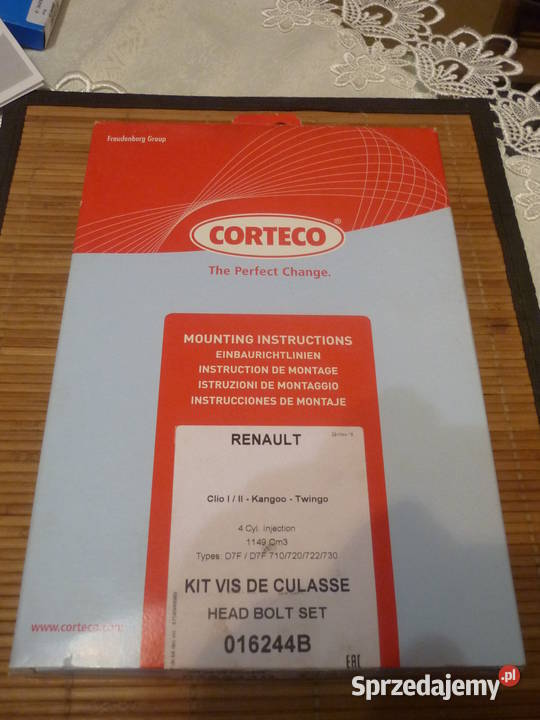 Freudenberg Group
CORTECO®
The Perfect Change.
MOUNTING INSTRUCTIONS
EINBAURICHTLINIEN
INSTRUCTION DE MONTAGE
ISTRUZIONI DE MONTAGGIO
INSTRUCCIONES DE MONTAJE
RENAULT
Clio I / II - Kangoo - Twingo
4 Cyl. Injection
1149 Cm3
Types: D7F / D7F 710/720/722/730
KIT VIS DE CULASSE
HEAD BOLT SET
016244B
www.corteco.com
EAC
Sprzedajemy.pl